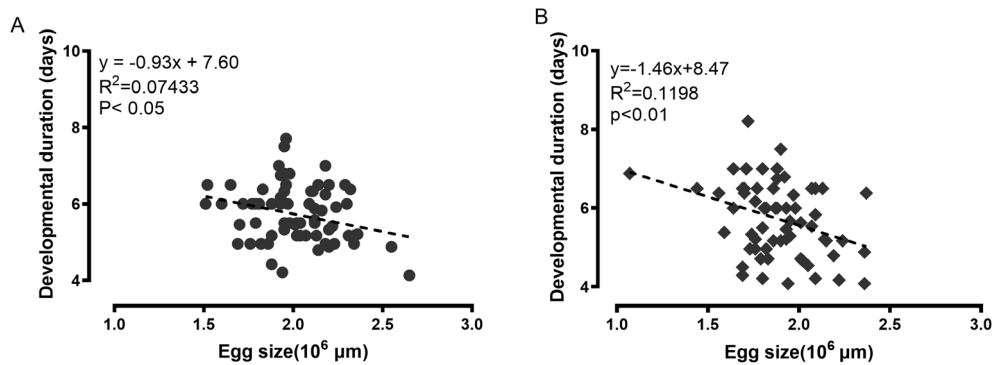 A
Developmental duration (days)
10
8
6
4
y = -0.93x + 7.60
R²=0.07433
P< 0.05
1.0 1.5 2.0 2.5 3.0
Egg size(10⁶ μm)
B
Developmental duration (days)
10
8
6
4
y=-1.46x+8.47
R²=0.1198
p<0.01
1.0 1.5 2.0 2.5 3.0
Egg size(10⁶ μm)